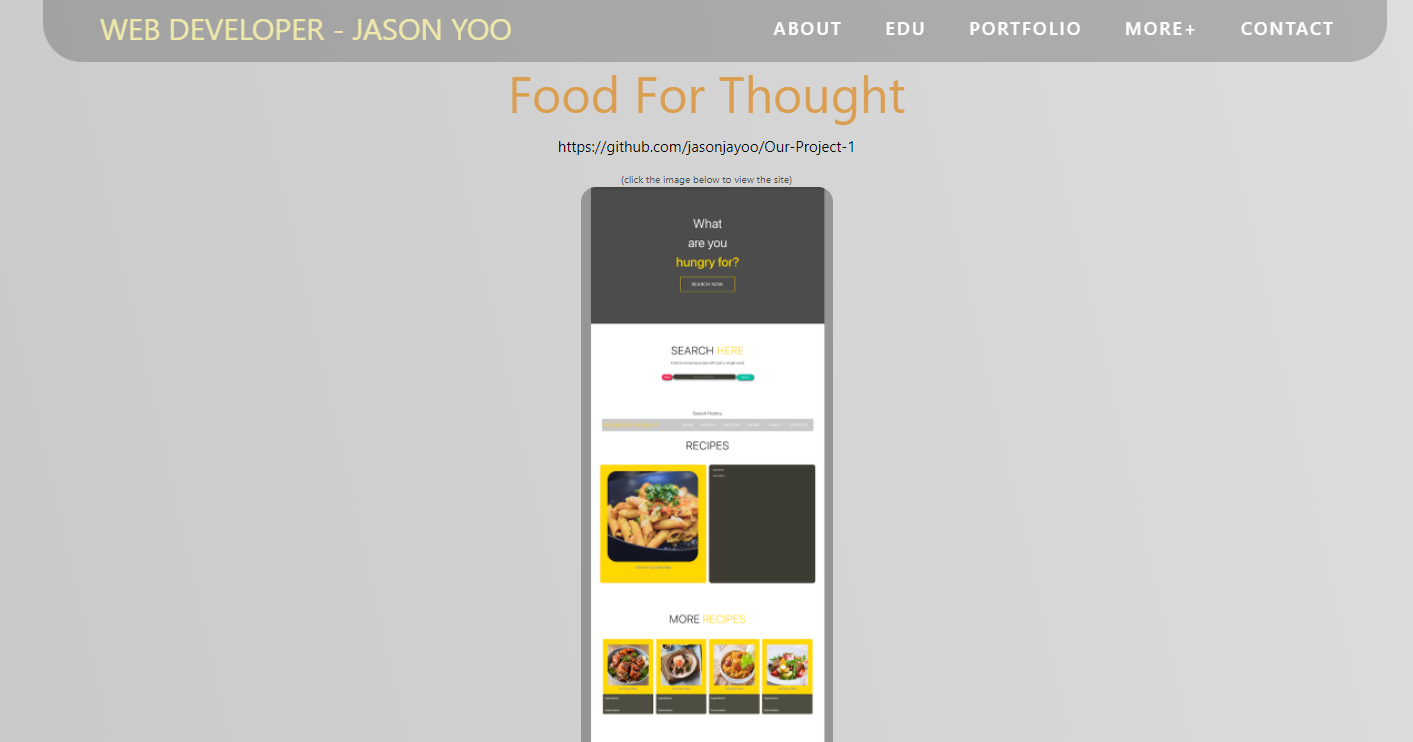 WEB DEVELOPER - JASON YOO
ABOUT EDU PORTFOLIO MORE+ CONTACT
Food For Thought
https://github.com/jasonjayoo/Our-Project-1
(click the image below to view the site)
What
are you
hungry for?
SEARCH NOW
SEARCH HERE
Search History
RECIPES
MORE RECIPES